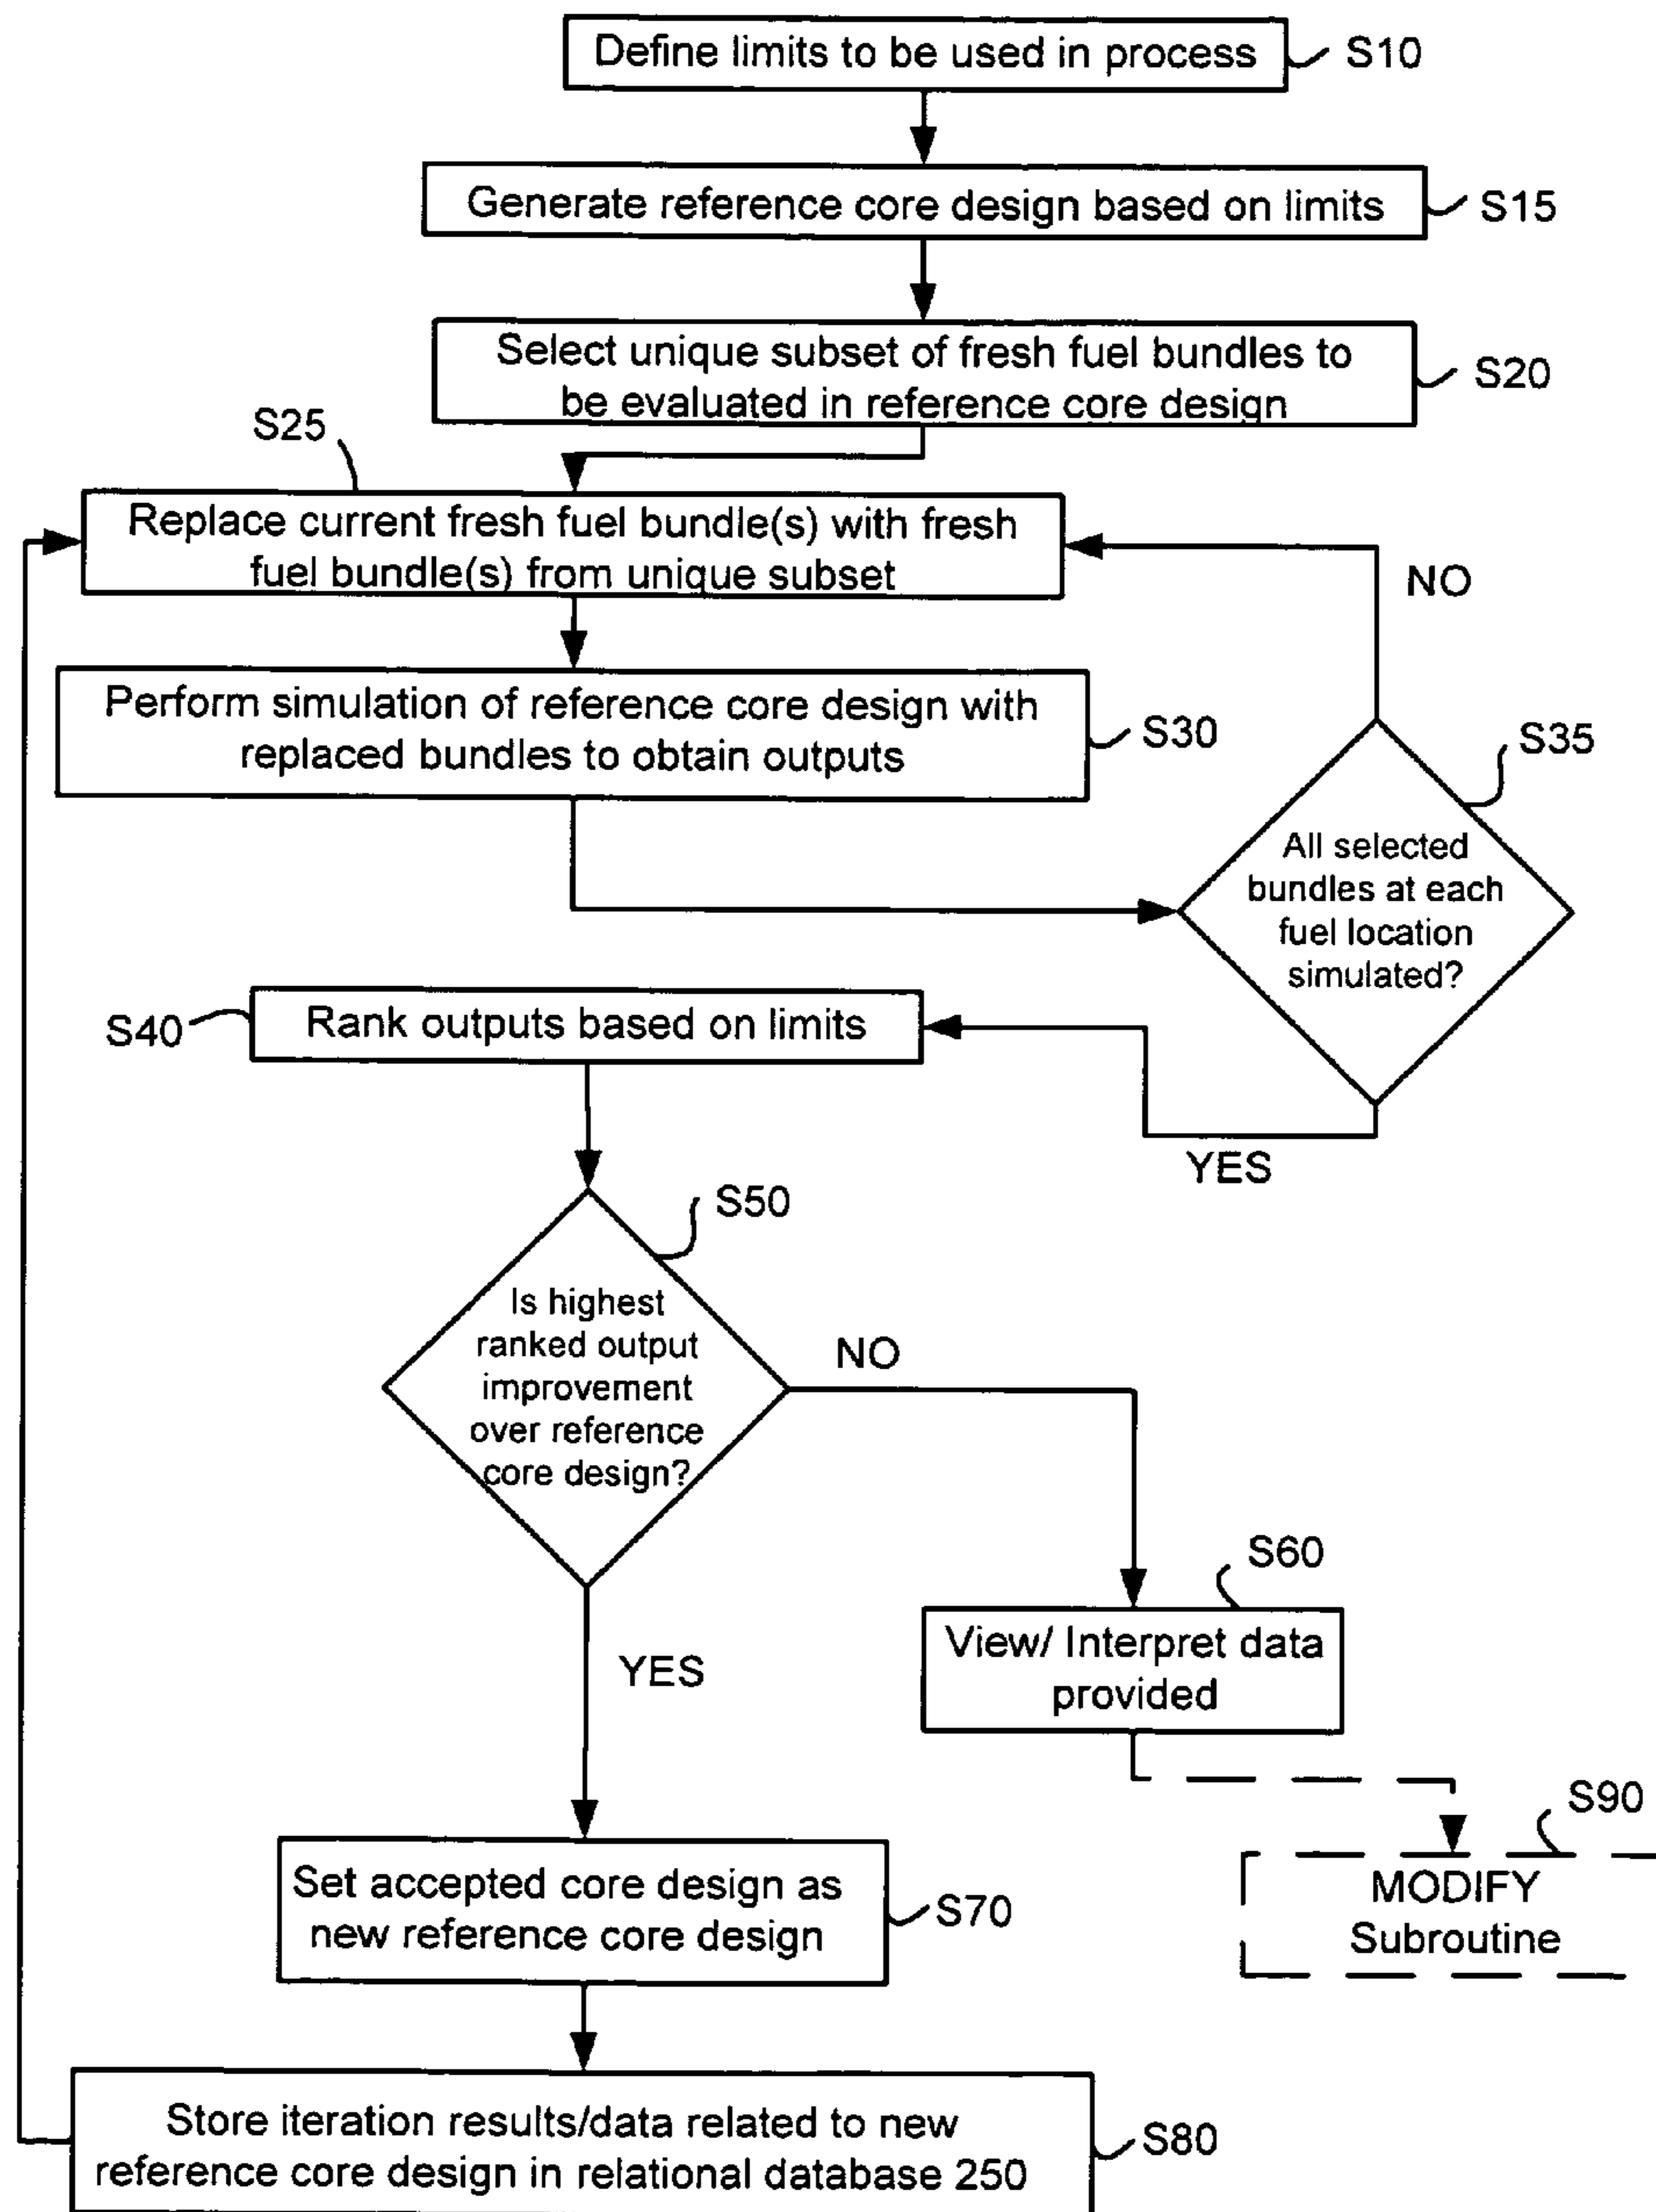 Define limits to be used in process
S10
Generate reference core design based on limits
S15
Select unique subset of fresh fuel bundles to
be evaluated in reference core design
S20
S25
Replace current fresh fuel bundle(s) with fresh
fuel bundle(s) from unique subset
NO
Perform simulation of reference core design with
replaced bundles to obtain outputs
S30
S35
All selected
bundles at each
fuel location
simulated?
S40
Rank outputs based on limits
YES
S50
Is highest
ranked output
improvement
over reference
core design?
NO
S60
View/ Interpret data
provided
YES
S90
MODIFY
Subroutine
Set accepted core design as
new reference core design
S70
Store iteration results/data related to new
reference core design in relational database 250
S80